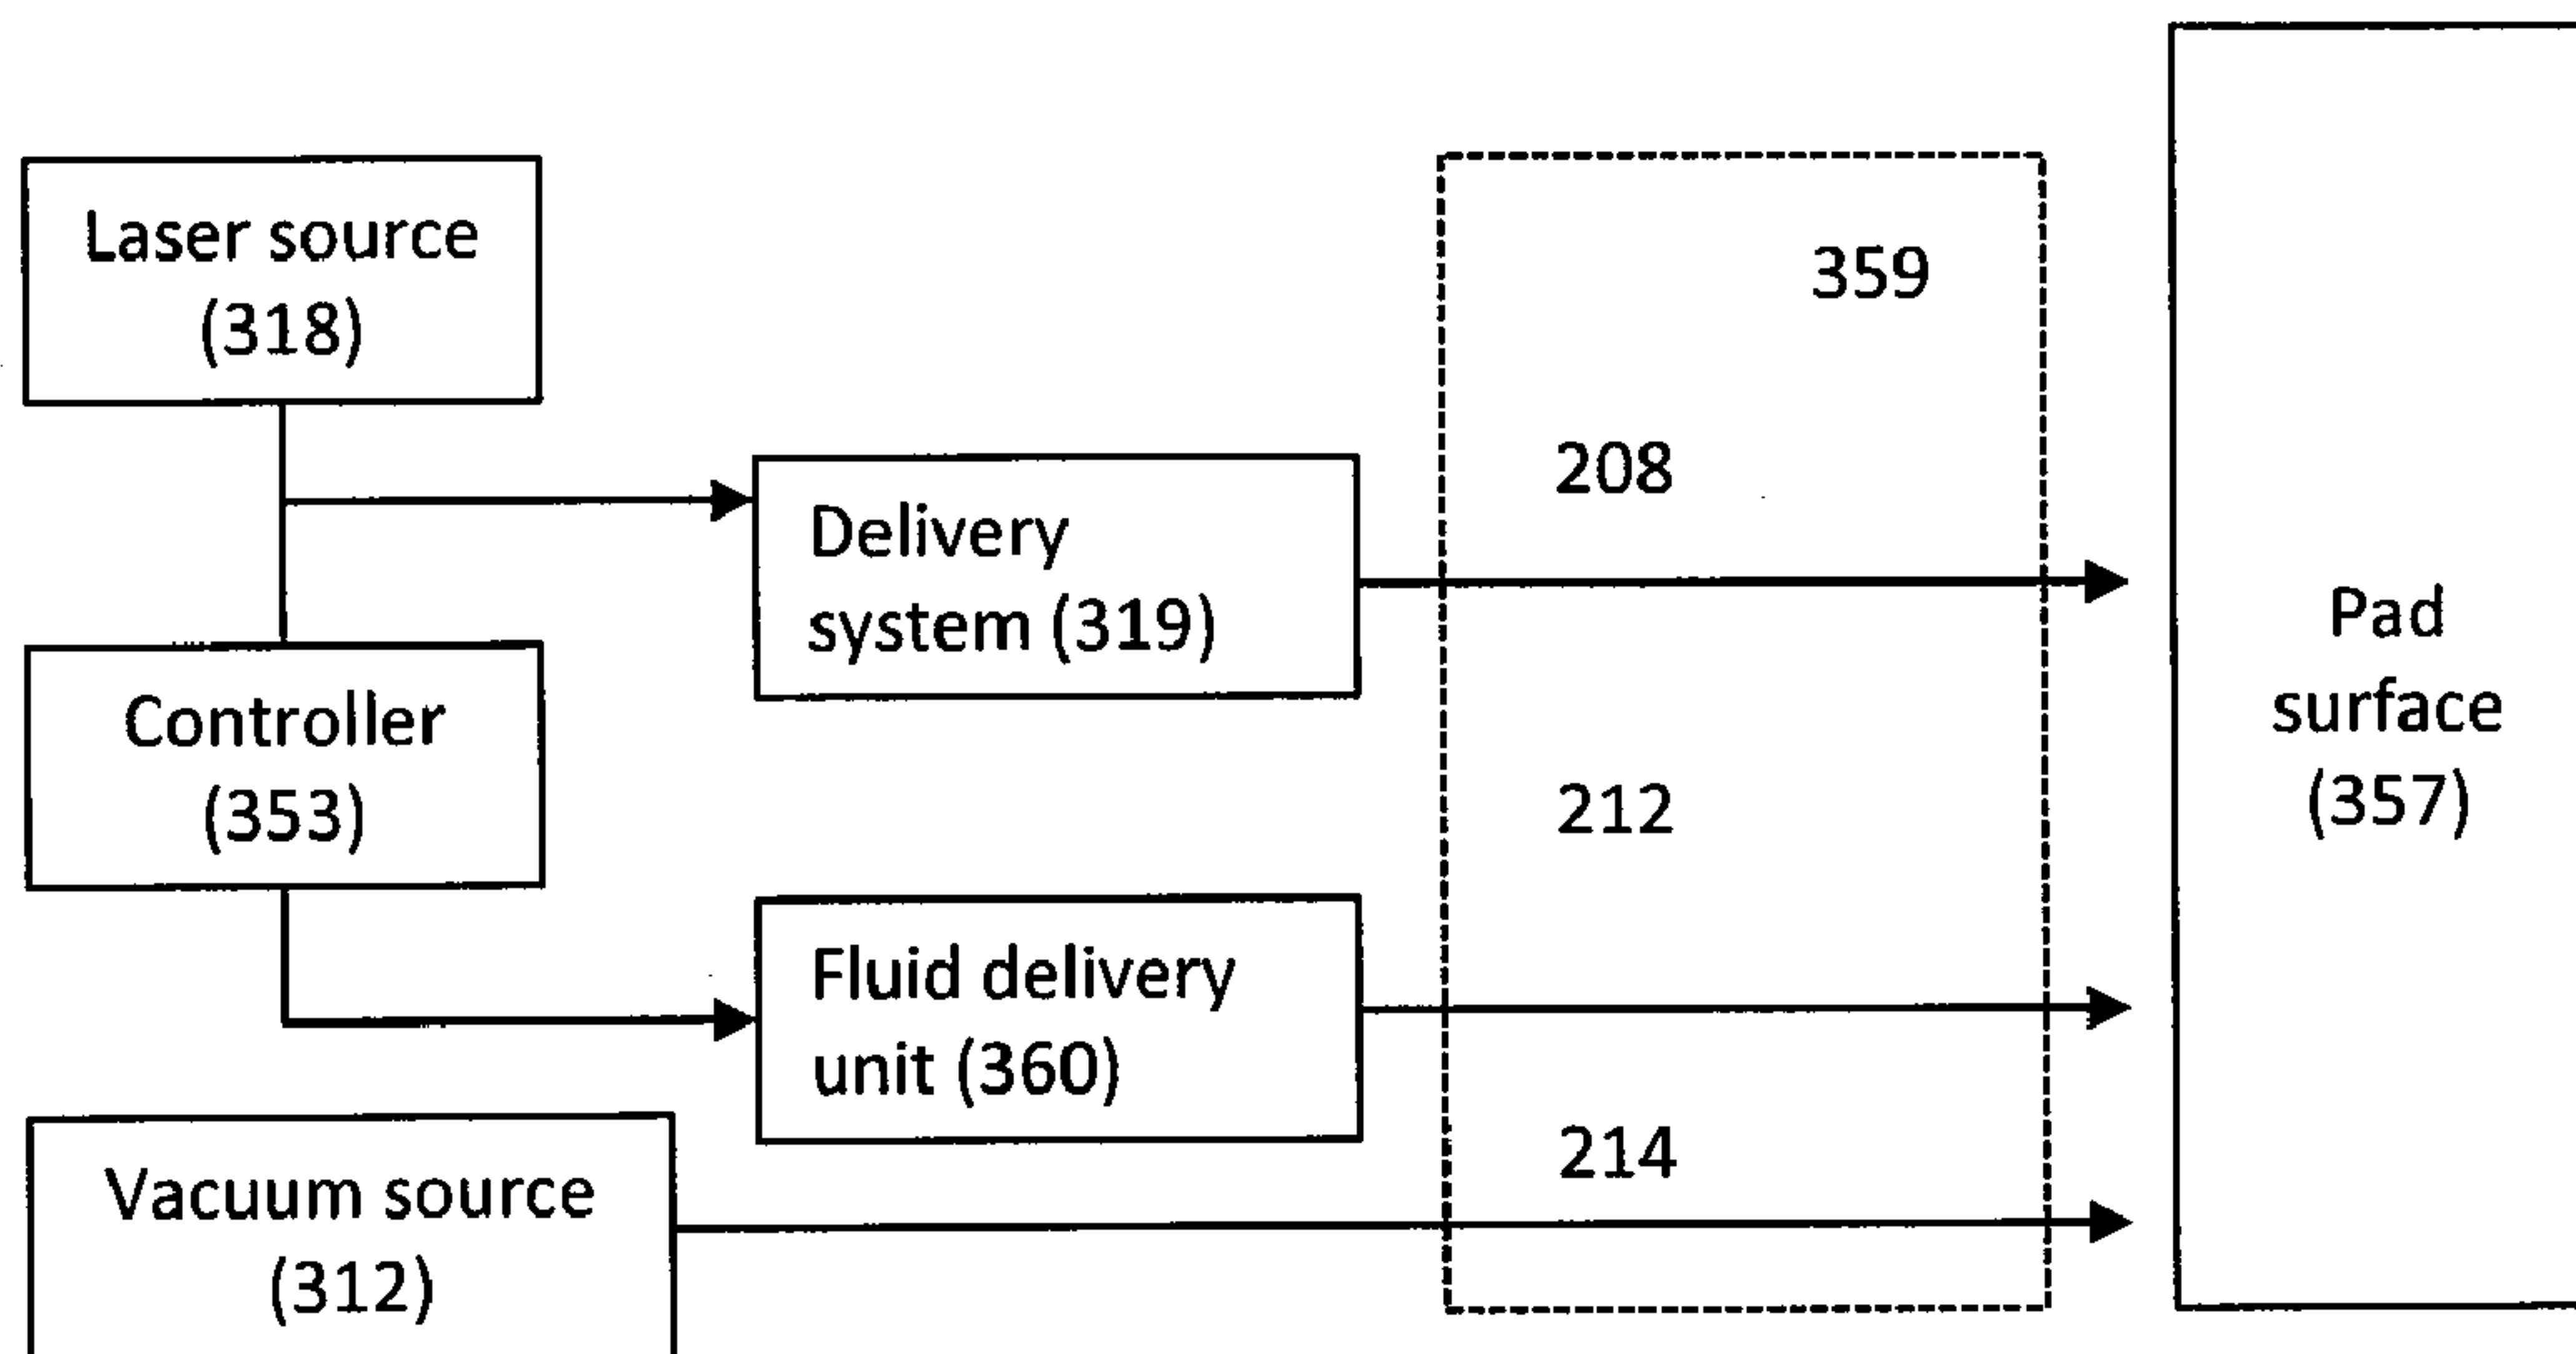 Laser source
(318)
359
208
Delivery
system (319)
Pad
surface
(357)
Controller
(353)
212
Fluid delivery
unit (360)
214
Vacuum source
(312)